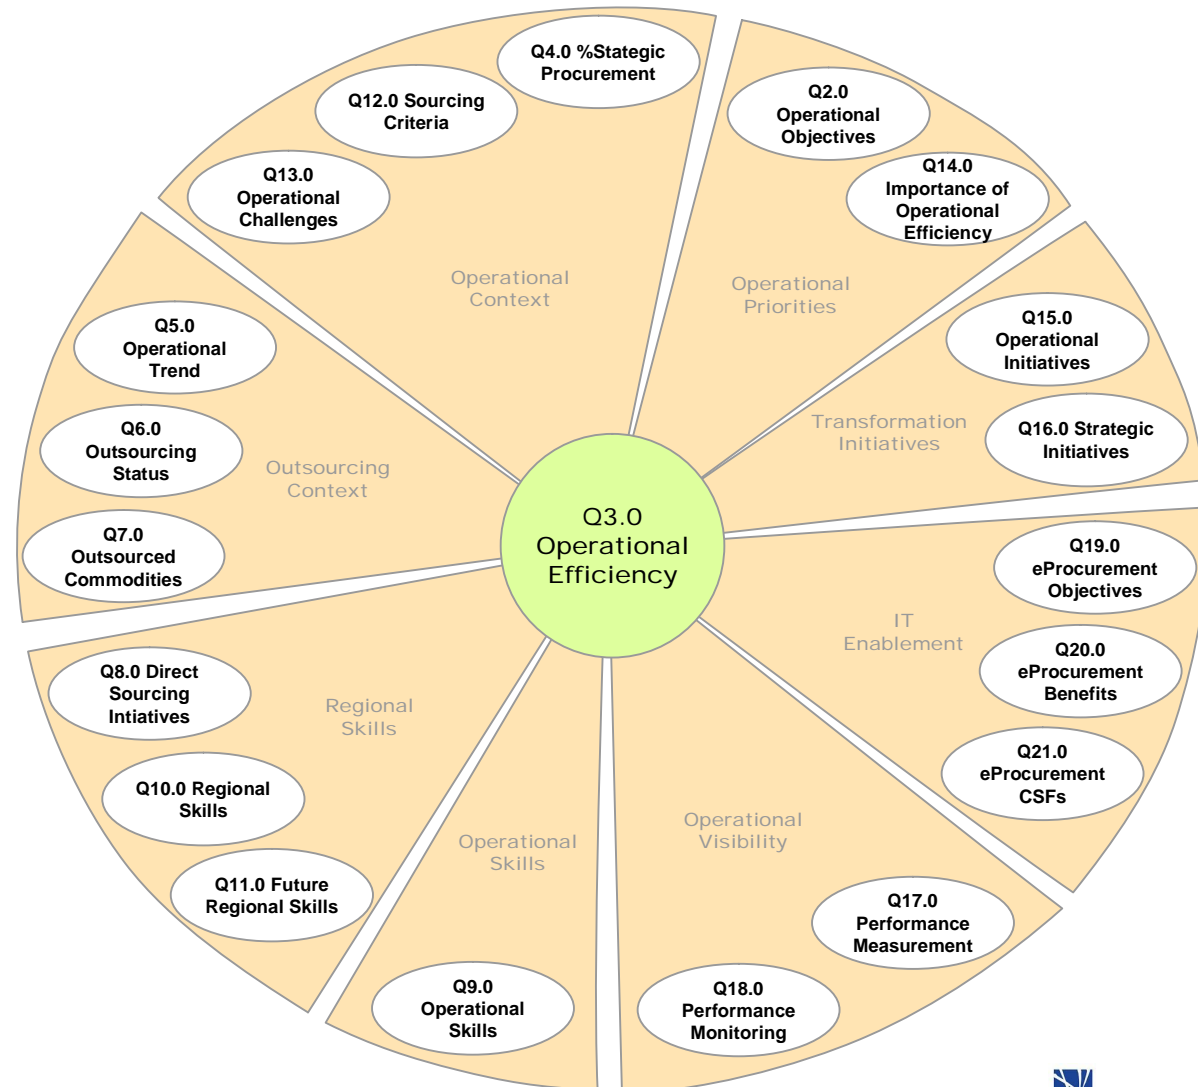 Q4.0 %Stategic
Procurement
Q12.0 Sourcing
Criteria
Q13.0
Operational
Challenges
Operational
Context
Q2.0
Operational
Objectives
Q14.0
Importance of
Operational
Efficiency
Operational
Priorities
Q15.0
Operational
Initiatives
Q16.0 Strategic
Initiatives
Transformation
Initiatives
Q5.0
Operational
Trend
Q6.0
Outsourcing
Status
Q7.0
Outsourced
Commodities
Outsourcing
Context
Q3.0
Operational
Efficiency
Q19.0
eProcurement
Objectives
Q20.0
eProcurement
Benefits
Q21.0
eProcurement
CSFs
IT
Enablement
Q8.0 Direct
Sourcing
Intiatives
Q10.0 Regional
Skills
Q11.0 Future
Regional Skills
Regional
Skills
Operational
Skills
Q9.0
Operational
Skills
Operational
Visibility
Q17.0
Performance
Measurement
Q18.0
Performance
Monitoring